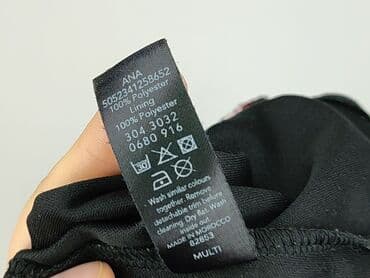 ANA
5052341258652
100% Polyester
Lining
100% Polyester
304 3032
0680 916
Wash similar colours
together. Remove
detachable trim before
cleaning. Dry flat. Wash
inside out.
MADE IN MOROCCO
82853
MULTI